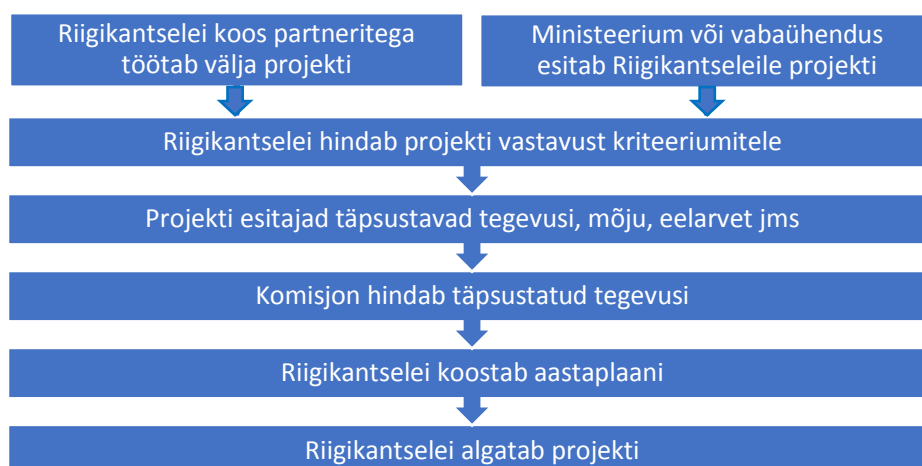 Riigikantselei koos partneritega
töötab välja projekti
Ministeerium või vabaühendus
esitab Riigikantseleile projekti
Riigikantselei hindab projekti vastavust kriteeriumitele
Projekti esitajad täpsustavad tegevusi, mõju, eelarvet jms
Komisjon hindab täpsustatud tegevusi
Riigikantselei koostab aastaplaani
Riigikantselei algatab projekti